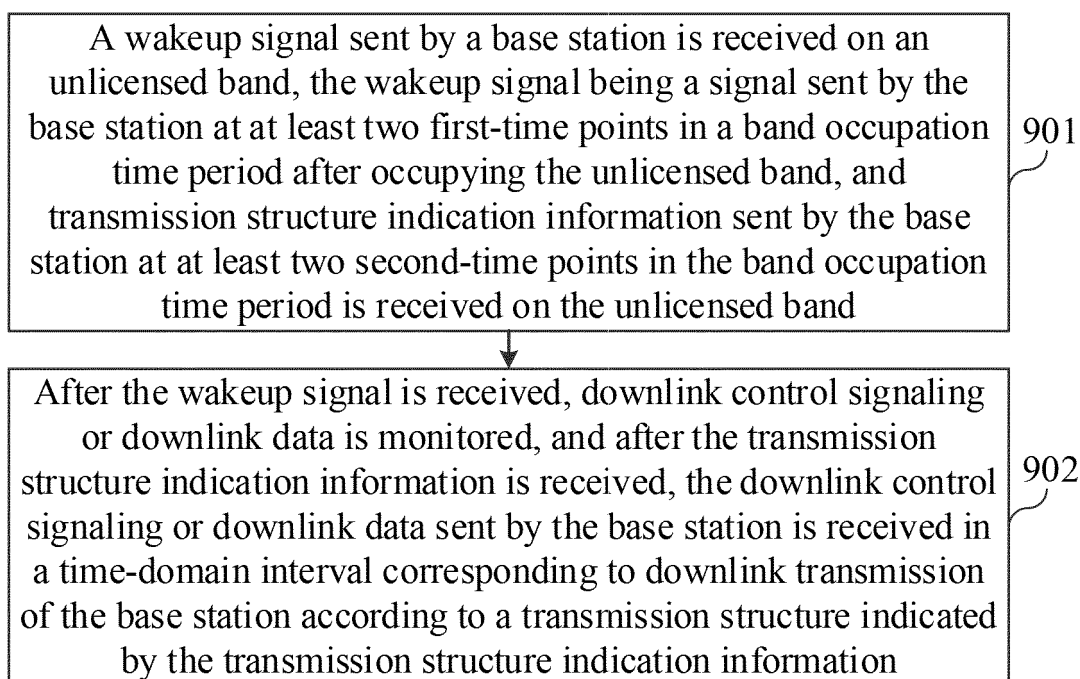 A wakeup signal sent by a base station is received on an
unlicensed band, the wakeup signal being a signal sent by the
base station at at least two first-time points in a band occupation
time period after occupying the unlicensed band, and
transmission structure indication information sent by the base
station at at least two second-time points in the band occupation
time period is received on the unlicensed band
901
After the wakeup signal is received, downlink control signaling
or downlink data is monitored, and after the transmission
structure indication information is received, the downlink control
signaling or downlink data sent by the base station is received in
a time-domain interval corresponding to downlink transmission
of the base station according to a transmission structure indicated
by the transmission structure indication information
902